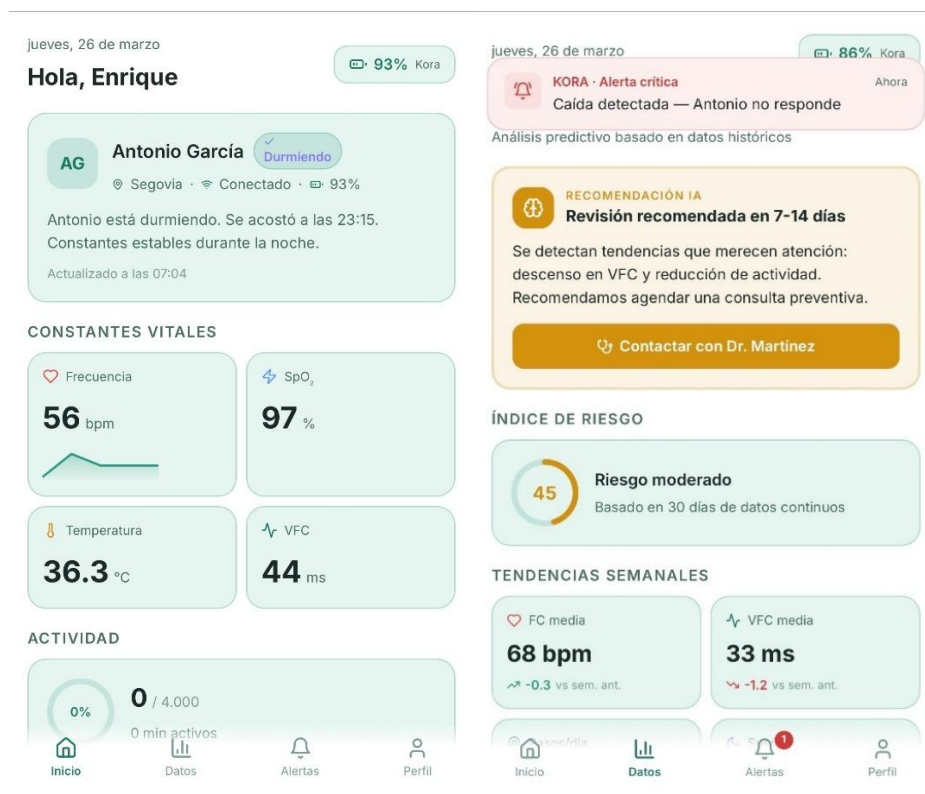 jueves, 26 de marzo
Hola, Enrique
93% Kora
AG
Antonio García
Durmiendo
Segovia · Conectado · 93%
Antonio está durmiendo. Se acostó a las 23:15.
Constantes estables durante la noche.
Actualizado a las 07:04
CONSTANTES VITALES
Frecuencia
56 bpm
SpO₂
97 %
Temperatura
36.3 °C
VFC
44 ms
ACTIVIDAD
0%
0 / 4.000
0 min activos
Inicio
Datos
Alertas
Perfil
jueves, 26 de marzo
86% Kora
KORA · Alerta crítica
Ahora
Caída detectada — Antonio no responde
Análisis predictivo basado en datos históricos
RECOMENDACIÓN IA
Revisión recomendada en 7-14 días
Se detectan tendencias que merecen atención:
descenso en VFC y reducción de actividad.
Recomendamos agendar una consulta preventiva.
Contactar con Dr. Martínez
ÍNDICE DE RIESGO
45
Riesgo moderado
Basado en 30 días de datos continuos
TENDENCIAS SEMANALES
FC media
68 bpm
-0.3 vs sem. ant.
VFC media
33 ms
-1.2 vs sem. ant.
Pasos/día
Inicio
Datos
1
Alertas
Perfil